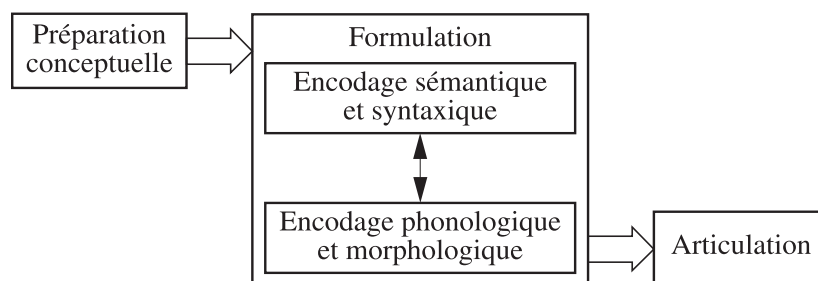 Préparation
conceptuelle
Formulation
Encodage sémantique
et syntaxique
Encodage phonologique
et morphologique
Articulation